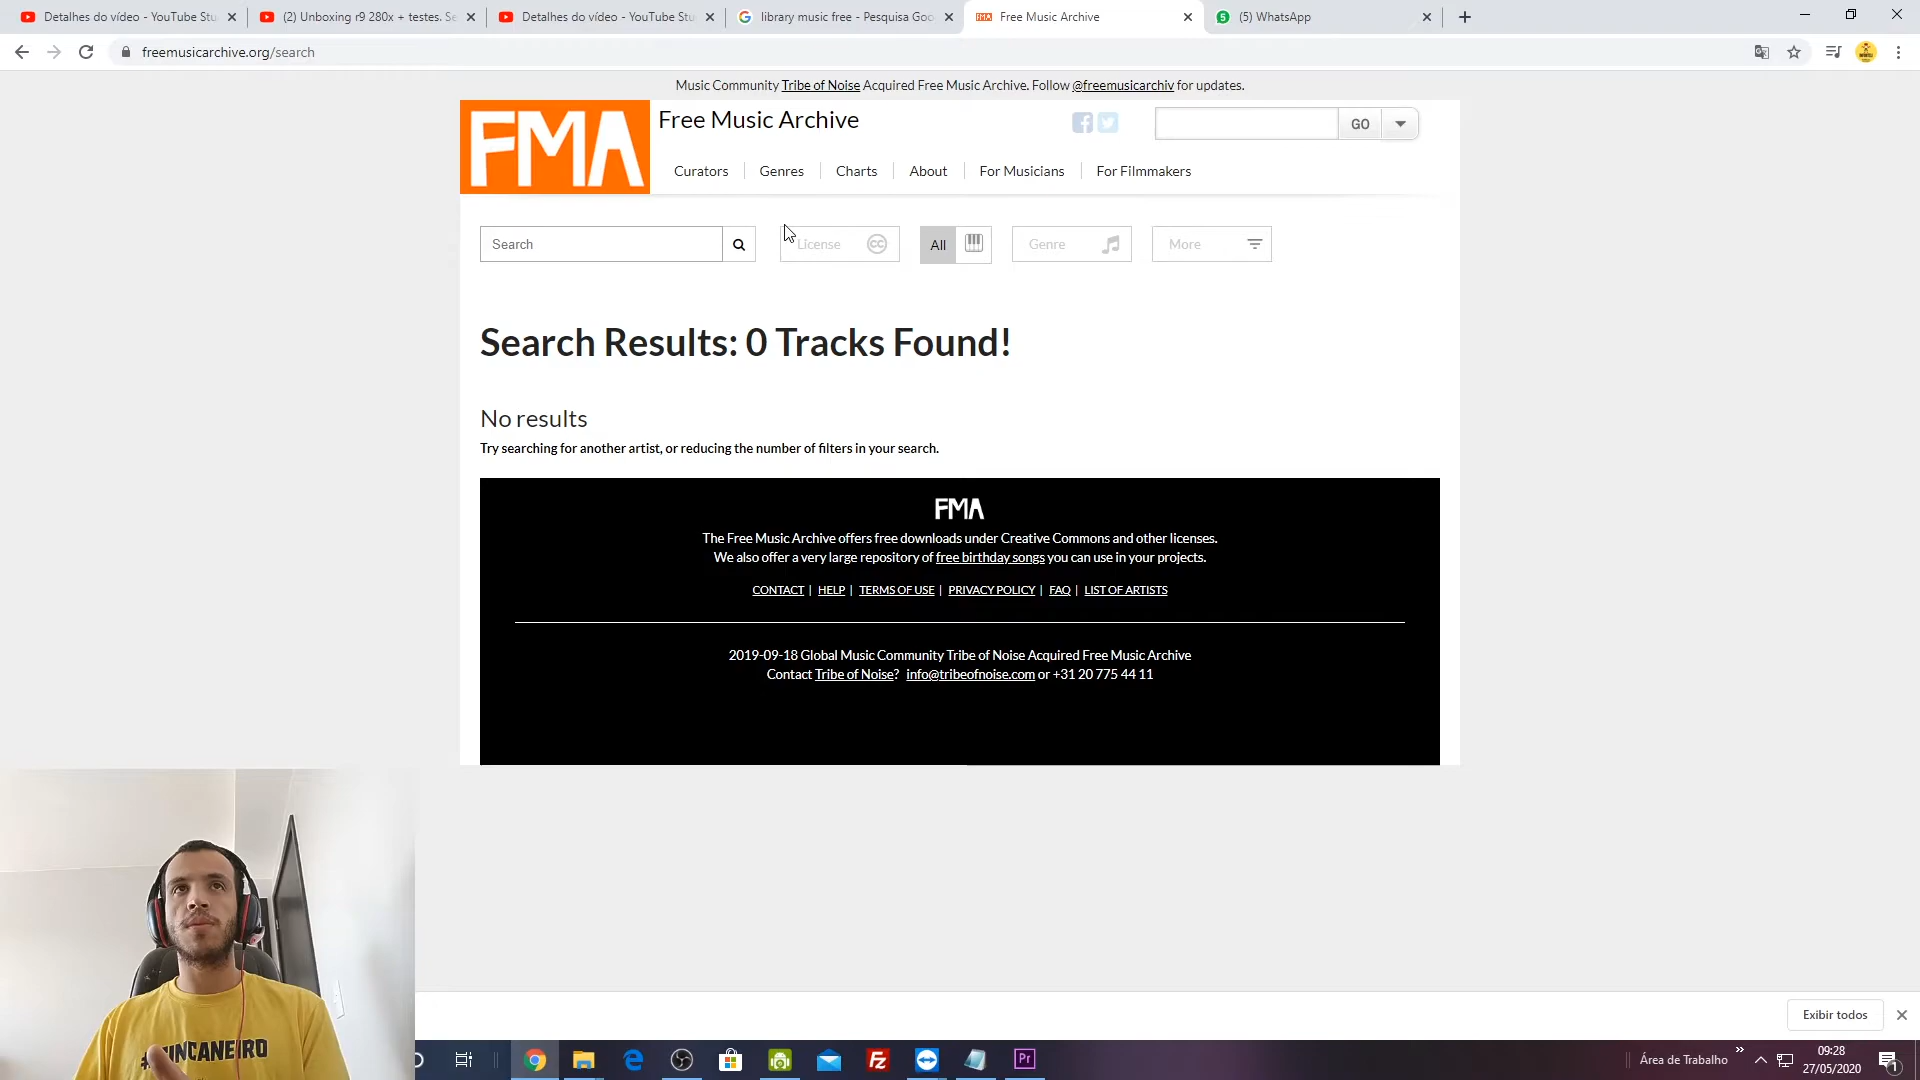 Detalhes do vídeo - YouTube Stu
(2) Unboxing r9 280x + testes. Se
Detalhes do vídeo - YouTube Stu
library music free - Pesquisa Goo
Free Music Archive
(5) WhatsApp
freemusicarchive.org/search
Music Community Tribe of Noise Acquired Free Music Archive. Follow @freemusicarchiv for updates.
FMA
Free Music Archive
GO
Curators
Genres
Charts
About
For Musicians
For Filmmakers
Search
License
All
Genre
More
Search Results: 0 Tracks Found!
No results
Try searching for another artist, or reducing the number of filters in your search.
FMA
The Free Music Archive offers free downloads under Creative Commons and other licenses.
We also offer a very large repository of free birthday songs you can use in your projects.
CONTACT | HELP | TERMS OF USE | PRIVACY POLICY | FAQ | LIST OF ARTISTS
2019-09-18 Global Music Community Tribe of Noise Acquired Free Music Archive
Contact Tribe of Noise? info@tribeofnoise.com or +31 20 775 44 11
Exibir todos
Área de Trabalho
09:28
27/05/2020